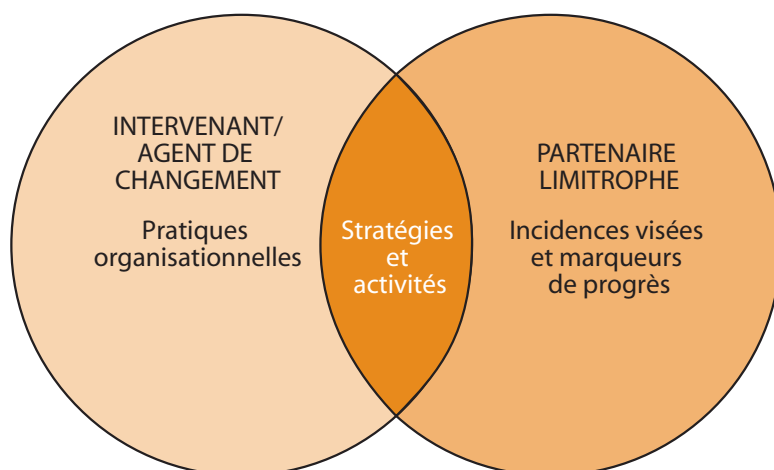 INTERVENANT/
AGENT DE
CHANGEMENT
Pratiques
organisationnelles
Stratégies
et
activités
PARTENAIRE
LIMITROPHE
Incidences visées
et marqueurs
de progrès